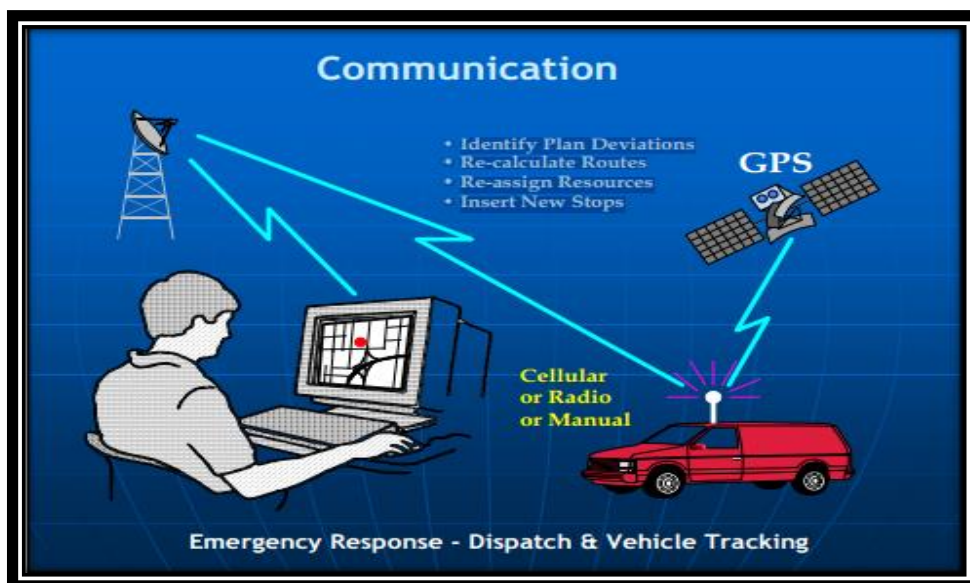 Communication
• Identify Plan Deviations
• Re-calculate Routes
• Re-assign Resources
• Insert New Stops
GPS
Cellular
or Radio
or Manual
Emergency Response - Dispatch & Vehicle Tracking